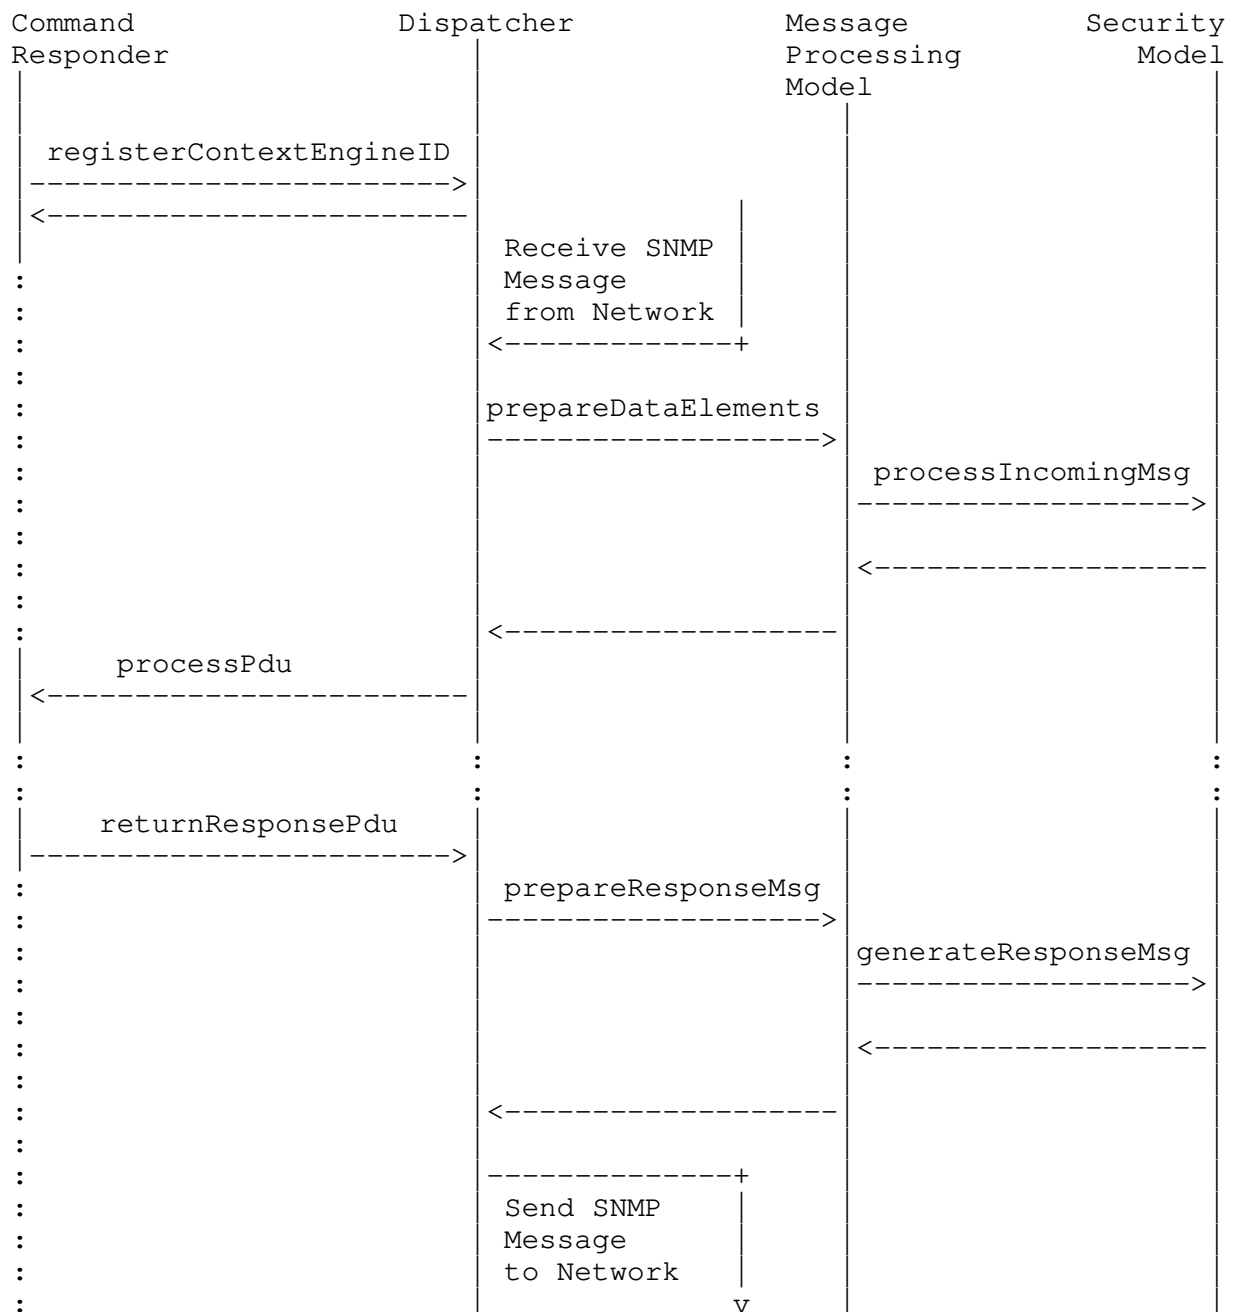 Command Dispatcher Message Security
Responder Processing Model
Model
registerContextEngineID
Receive SNMP
Message
from Network
prepareDataElements
processIncomingMsg
processPdu
returnResponsePdu
prepareResponseMsg
generateResponseMsg
Send SNMP
Message
to Network